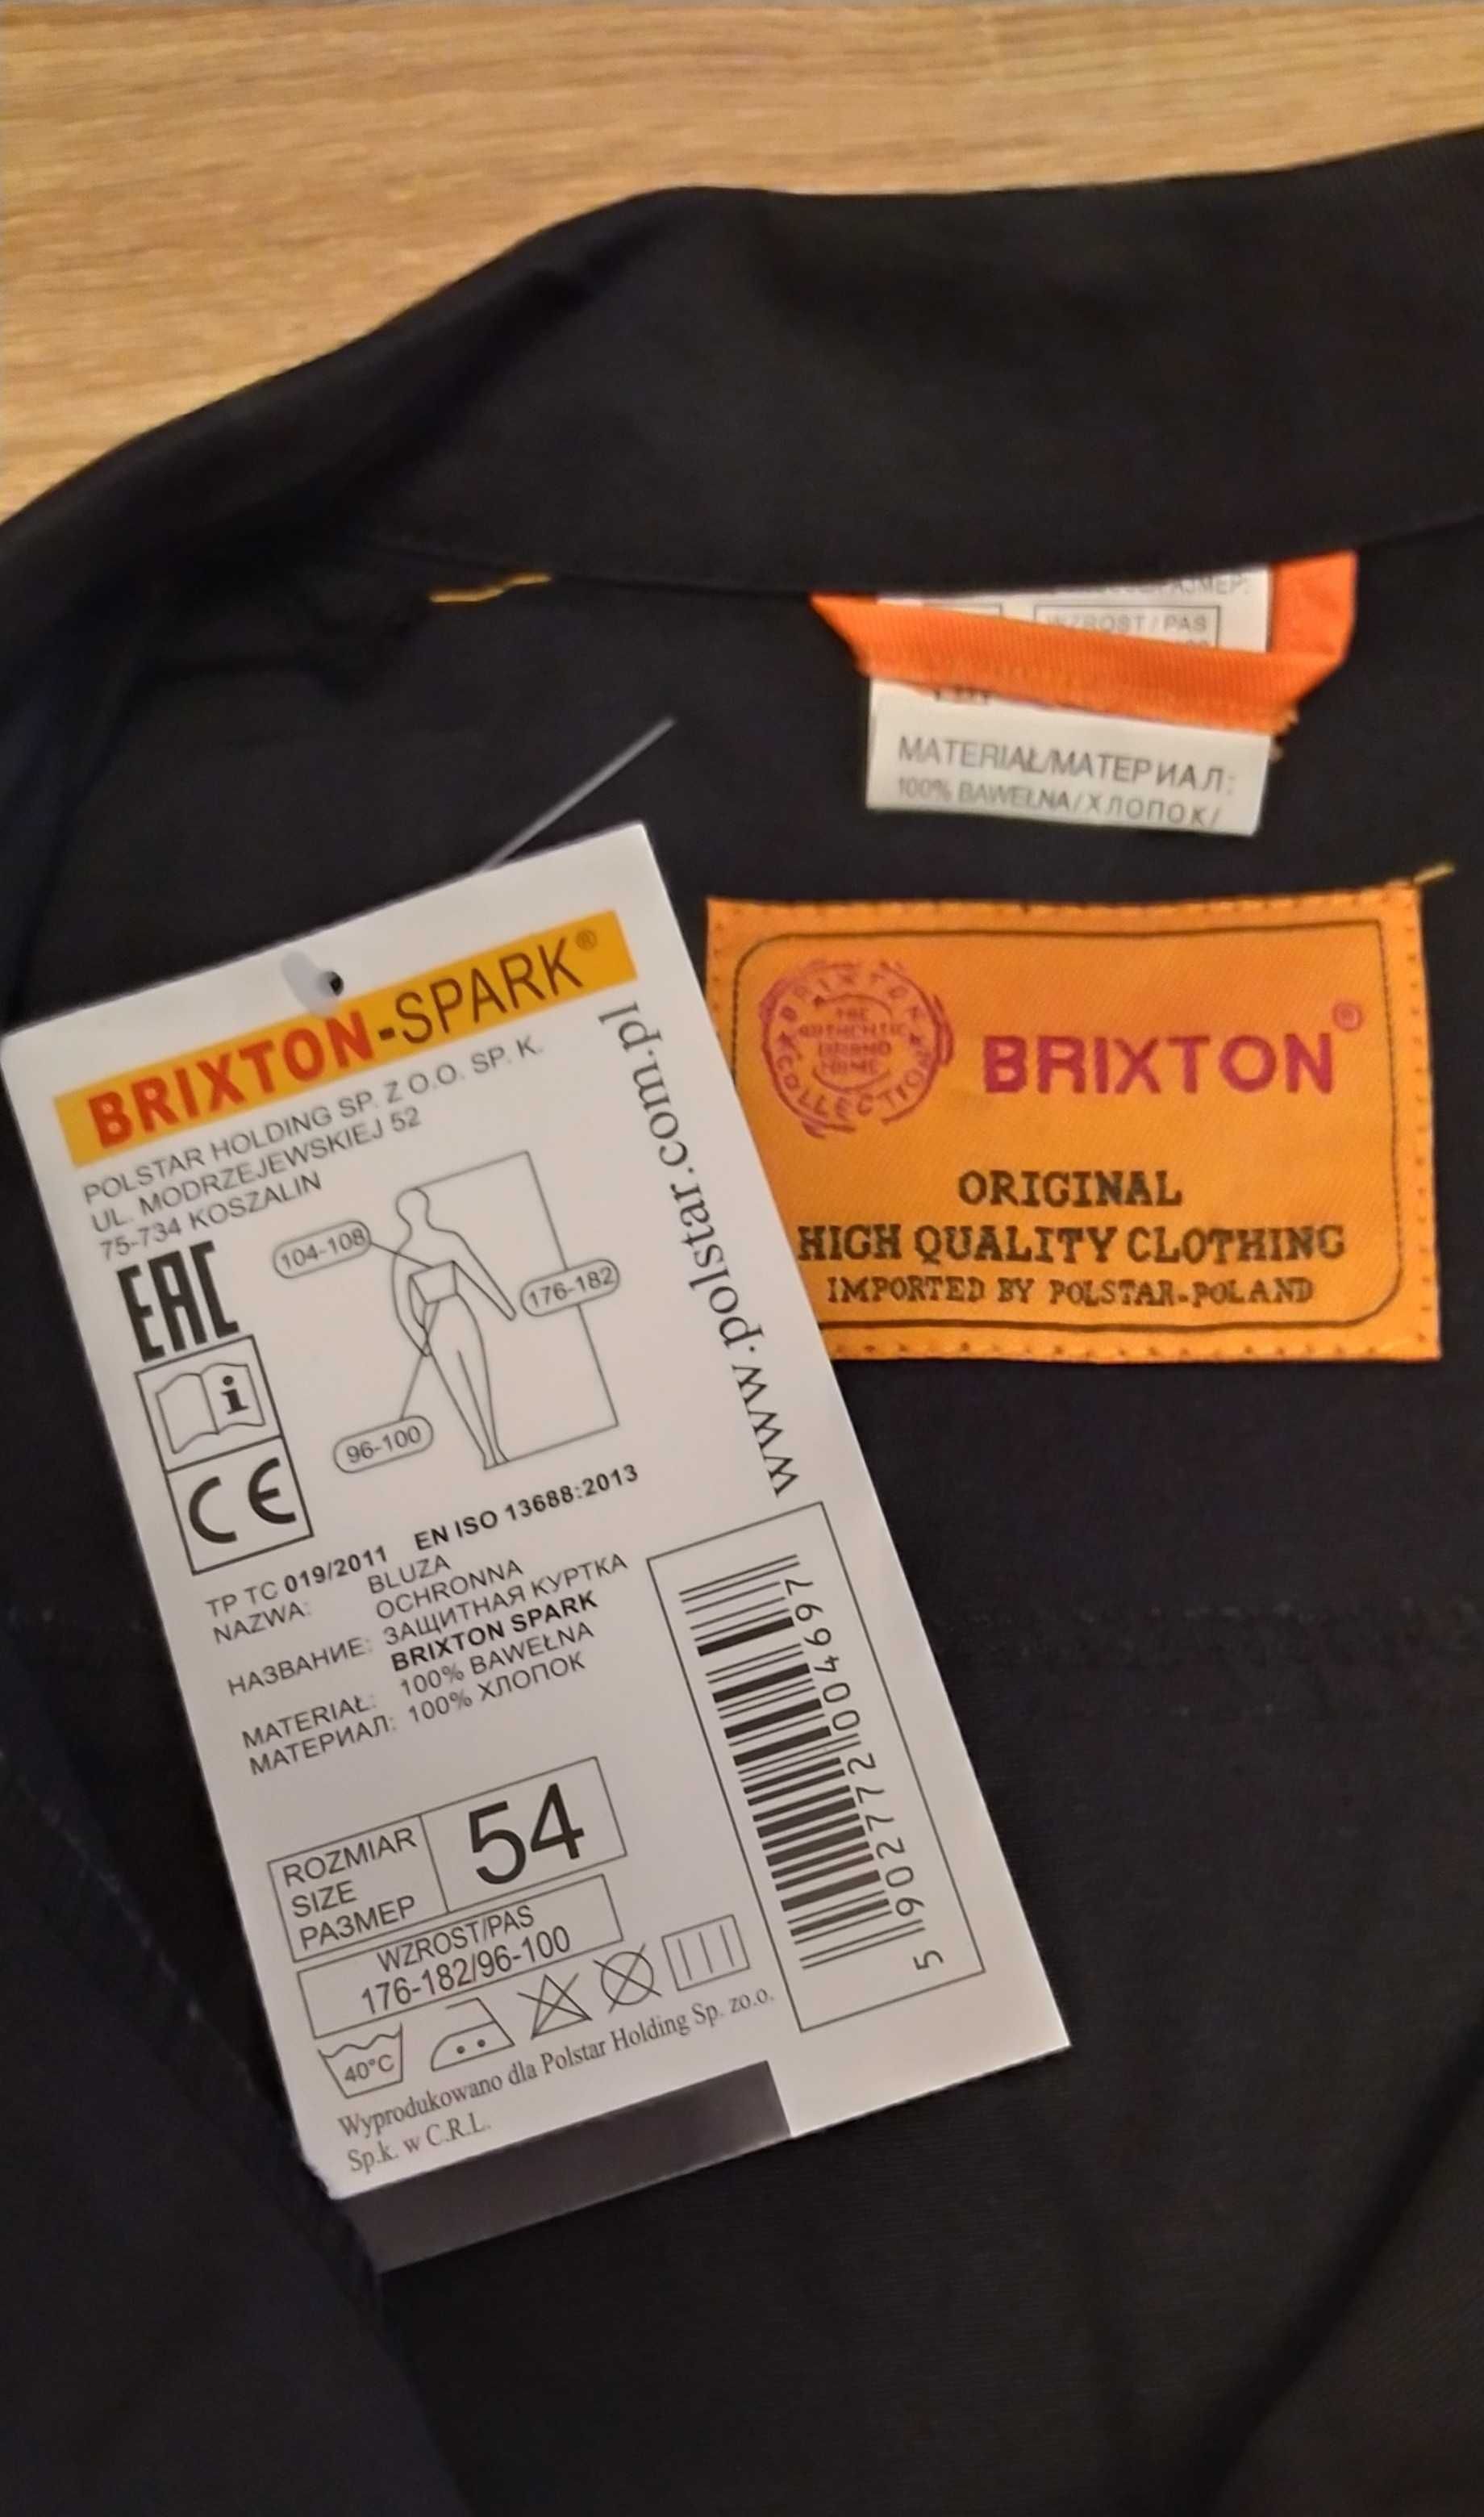 WZROST / PAS
MATERIAŁ/МАТЕРИАЛ:
100% BAWEŁNA/ХЛОПОК/
BRIXTON
COLLECTION
THE
AUTHENTIC
BRAND
NAME
BRIXTON®
ORIGINAL
HIGH QUALITY CLOTHING
IMPORTED BY POLSTAR-POLAND
BRIXTON-SPARK®
POLSTAR HOLDING SP. Z O.O. SP. K.
UL. MODRZEJEWSKIEJ 52
75-734 KOSZALIN
www.polstar.com.pl
EAC
104-108
176-182
i
CE
96-100
TP TC 019/2011 EN ISO 13688:2013
NAZWA: BLUZA
OCHRONNA
НАЗВАНИЕ: ЗАЩИТНАЯ КУРТКА
BRIXTON SPARK
MATERIAŁ: 100% BAWEŁNA
МАТЕРИАЛ: 100% ХЛОПОК
ROZMIAR
SIZE
РАЗМЕР
54
WZROST/PAS
176-182/96-100
40°C
Wyprodukowano dla Polstar Holding Sp. zo.o.
Sp.k. w C.R.L.
5 902772 004697